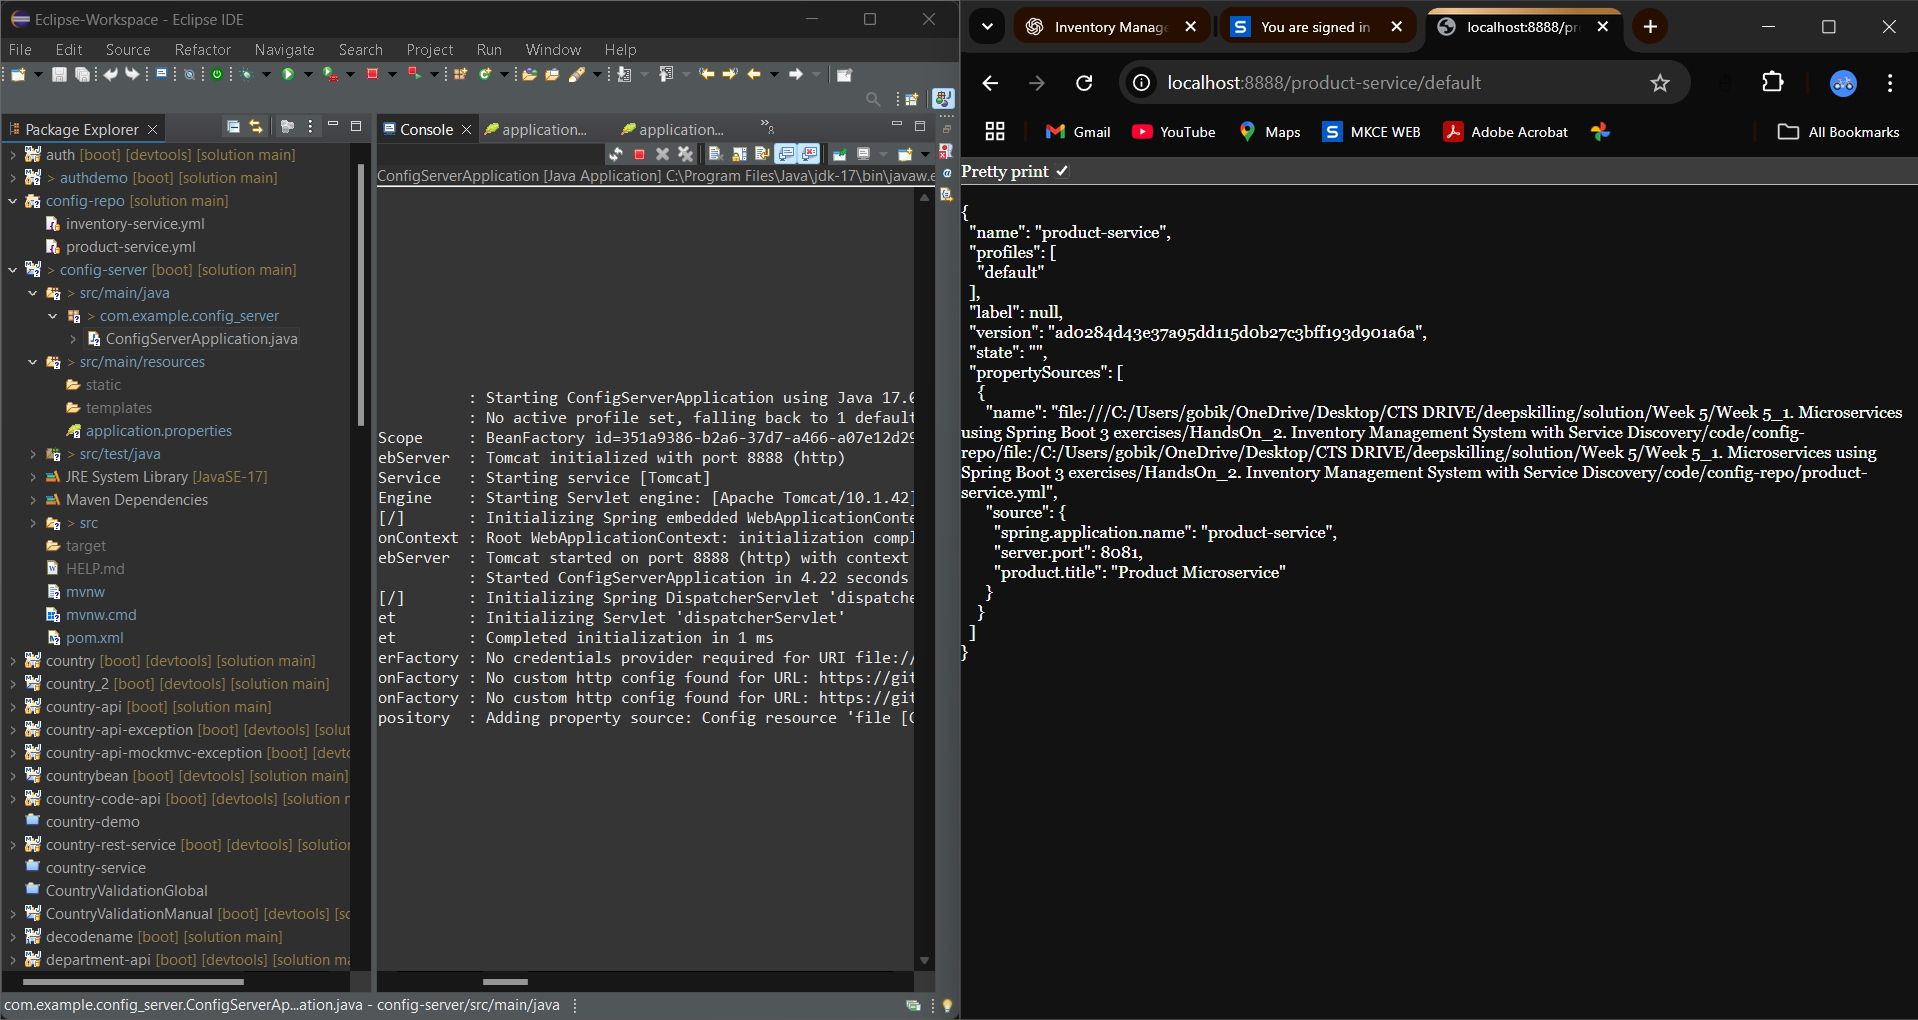 Eclipse-Workspace - Eclipse IDE
File Edit Source Refactor Navigate Search Project Run Window Help
Package Explorer
auth [boot] [devtools] [solution main]
> authdemo [boot] [solution main]
config-repo [solution main]
inventory-service.yml
product-service.yml
> config-server [boot] [solution main]
> src/main/java
> com.example.config_server
ConfigServerApplication.java
> src/main/resources
static
templates
application.properties
> src/test/java
JRE System Library [JavaSE-17]
Maven Dependencies
> src
target
HELP.md
mvnw
mvnw.cmd
pom.xml
country [boot] [devtools] [solution main]
country_2 [boot] [devtools] [solution main]
country-api [boot] [solution main]
country-api-exception [boot] [devtools] [solut
country-api-mockmvc-exception [boot] [devto
countrybean [boot] [devtools] [solution main]
country-code-api [boot] [devtools] [solution r
country-demo
country-rest-service [boot] [devtools] [solution
country-service
CountryValidationGlobal
CountryValidationManual [boot] [devtools] [so
decodename [boot] [solution main]
department-api [boot] [devtools] [solution ma
Console application... application... »8
ConfigServerApplication [Java Application] C:\Program Files\Java\jdk-17\bin\javaw.e
: Starting ConfigServerApplication using Java 17.0
: No active profile set, falling back to 1 default
Scope : BeanFactory id=351a9386-b2a6-37d7-a466-a07e12d29
ebServer : Tomcat initialized with port 8888 (http)
Service : Starting service [Tomcat]
Engine : Starting Servlet engine: [Apache Tomcat/10.1.42]
[/] : Initializing Spring embedded WebApplicationConte
onContext : Root WebApplicationContext: initialization compl
ebServer : Tomcat started on port 8888 (http) with context
: Started ConfigServerApplication in 4.22 seconds
[/] : Initializing Spring DispatcherServlet 'dispatche
et : Initializing Servlet 'dispatcherServlet'
et : Completed initialization in 1 ms
erFactory : No credentials provider required for URI file:/
onFactory : No custom http config found for URL: https://git
onFactory : No custom http config found for URL: https://git
pository : Adding property source: Config resource 'file [C
com.example.config_server.ConfigServerAp...ation.java - config-server/src/main/java
Inventory Manage You are signed in localhost:8888/pr
localhost:8888/product-service/default
Gmail YouTube Maps MKCE WEB Adobe Acrobat All Bookmarks
Pretty print
{
"name": "product-service",
"profiles": [
"default"
],
"label": null,
"version": "ad0284d43e37a95dd115d0b27c3bff193d901a6a",
"state": "",
"propertySources": [
{
"name": "file:///C:/Users/gobik/OneDrive/Desktop/CTS DRIVE/deepskilling/solution/Week 5/Week 5_1. Microservices
using Spring Boot 3 exercises/HandsOn_2. Inventory Management System with Service Discovery/code/config-
repo/file:/C:/Users/gobik/OneDrive/Desktop/CTS DRIVE/deepskilling/solution/Week 5/Week 5_1. Microservices using
Spring Boot 3 exercises/HandsOn_2. Inventory Management System with Service Discovery/code/config-repo/product-
service.yml",
"source": {
"spring.application.name": "product-service",
"server.port": 8081,
"product.title": "Product Microservice"
}
}
]
}